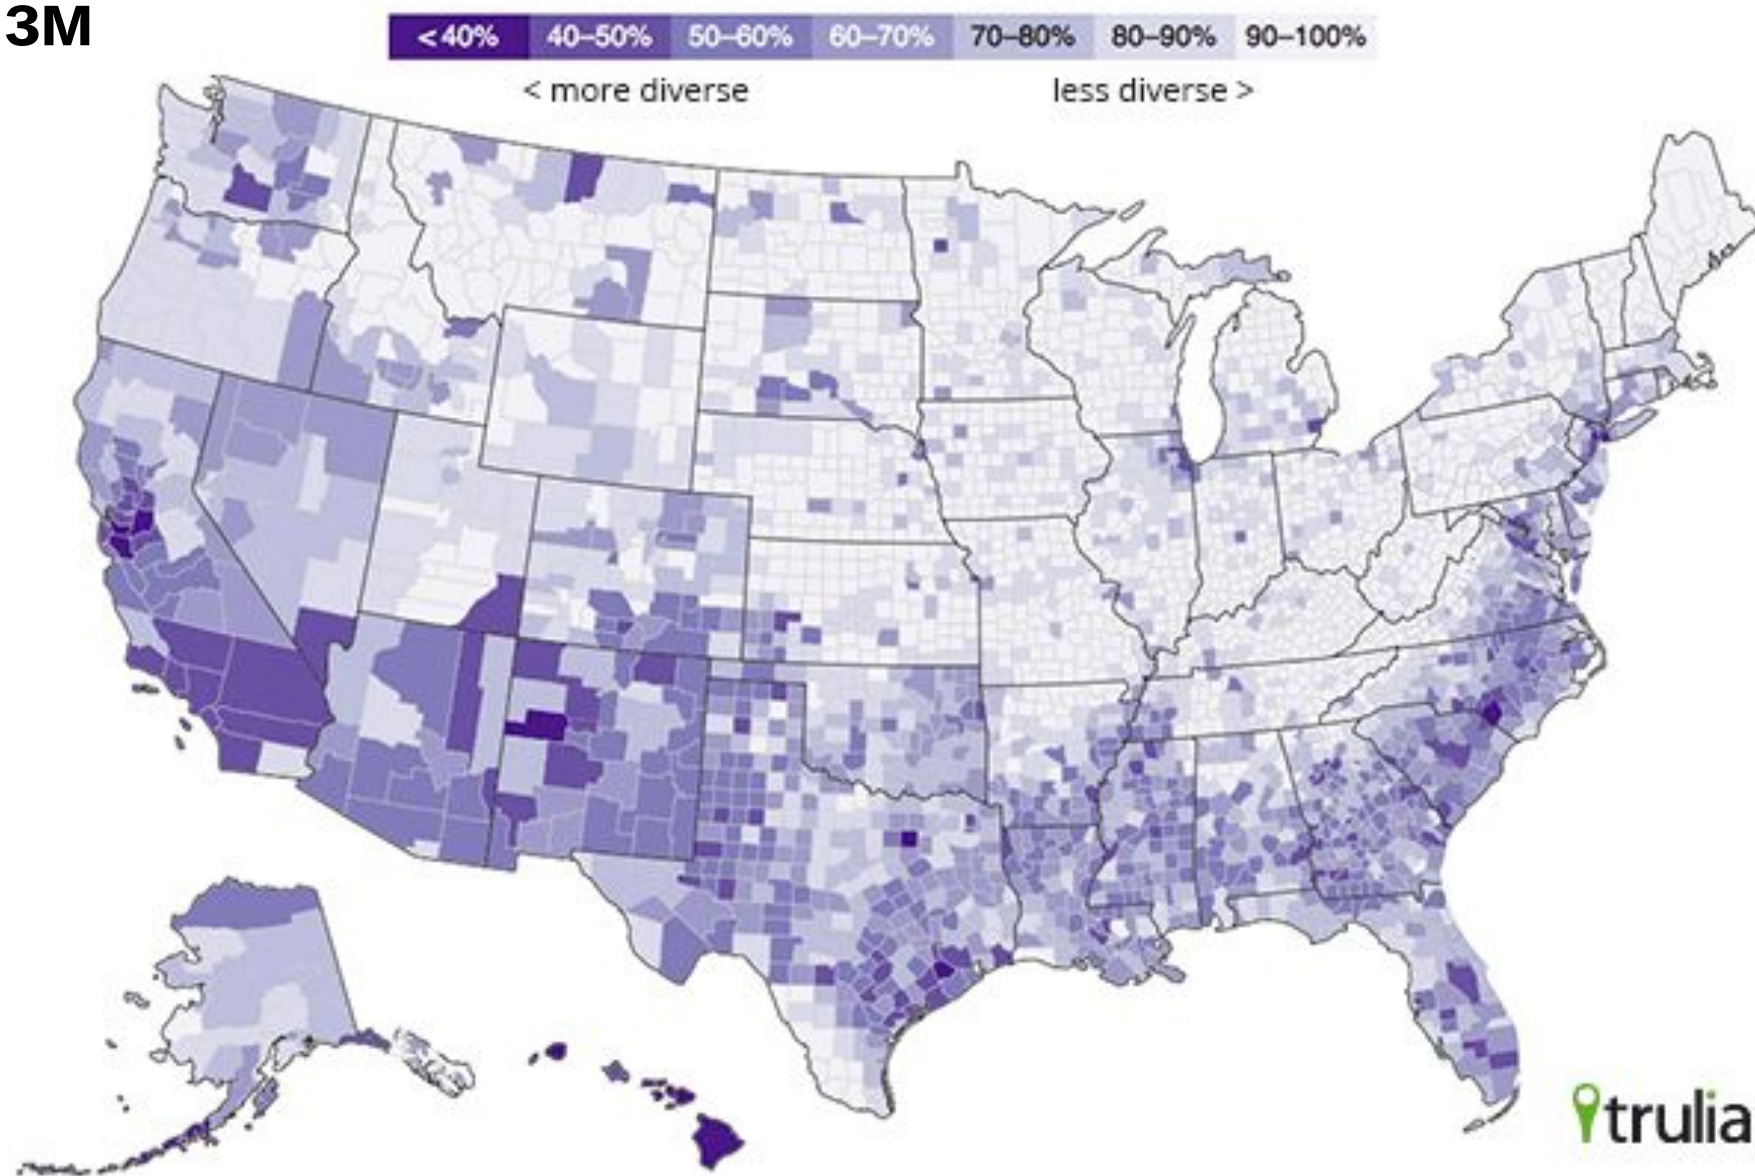 3M
<40% 40–50% 50–60% 60–70% 70–80% 80–90% 90–100%
< more diverse less diverse >
trulia